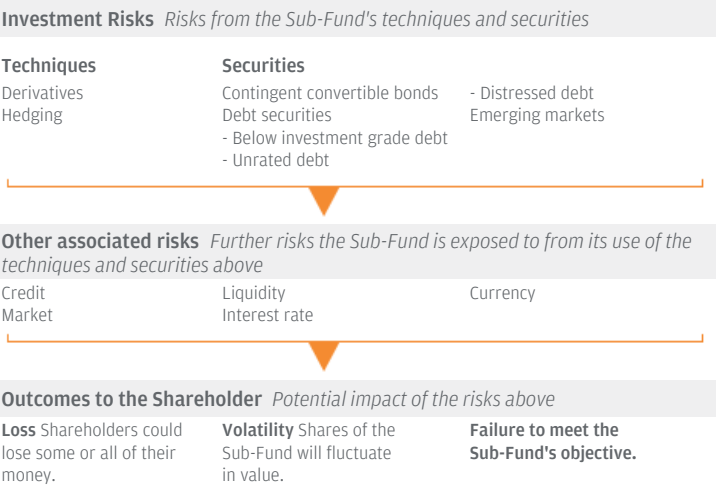 Investment Risks Risks from the Sub-Fund's techniques and securities
Techniques
Derivatives
Hedging
Securities
Contingent convertible bonds
Debt securities
- Below investment grade debt
- Unrated debt
- Distressed debt
Emerging markets
Other associated risks Further risks the Sub-Fund is exposed to from its use of the
techniques and securities above
Credit
Market
Liquidity
Interest rate
Currency
Outcomes to the Shareholder Potential impact of the risks above
Loss Shareholders could
lose some or all of their
money.
Volatility Shares of the
Sub-Fund will fluctuate
in value.
Failure to meet the
Sub-Fund's objective.